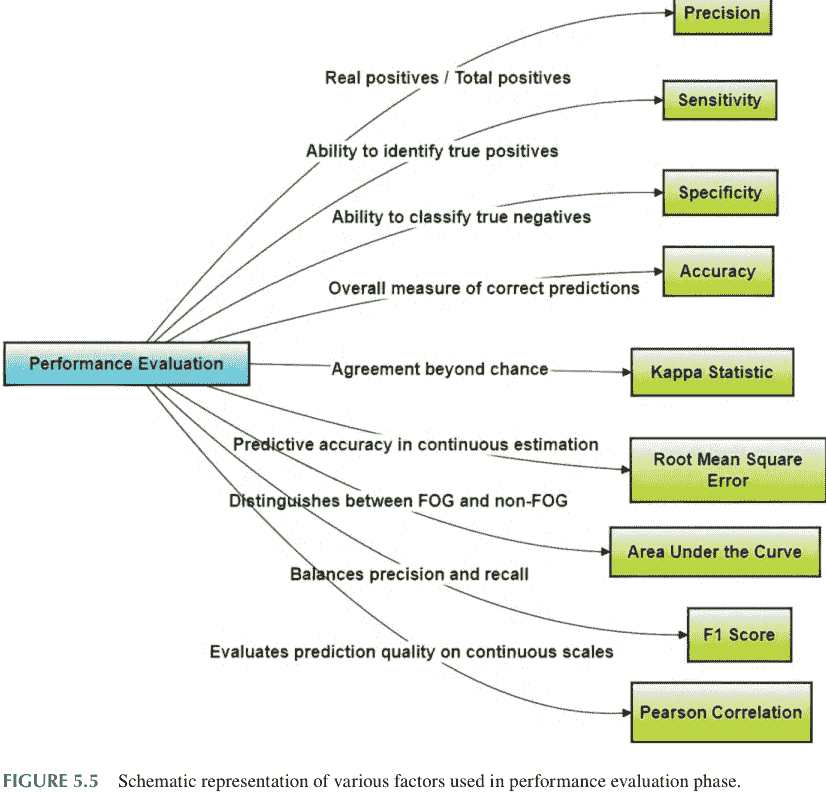 Precision
Real positives / Total positives
Sensitivity
Ability to identify true positives
Specificity
Ability to classify true negatives
Accuracy
Overall measure of correct predictions
Performance Evaluation
Agreement beyond chance
Kappa Statistic
Predictive accuracy in continuous estimation
Root Mean Square
Error
Distinguishes between FOG and non-FOG
Area Under the Curve
Balances precision and recall
F1 Score
Evaluates prediction quality on continuous scales
Pearson Correlation
FIGURE 5.5 Schematic representation of various factors used in performance evaluation phase.